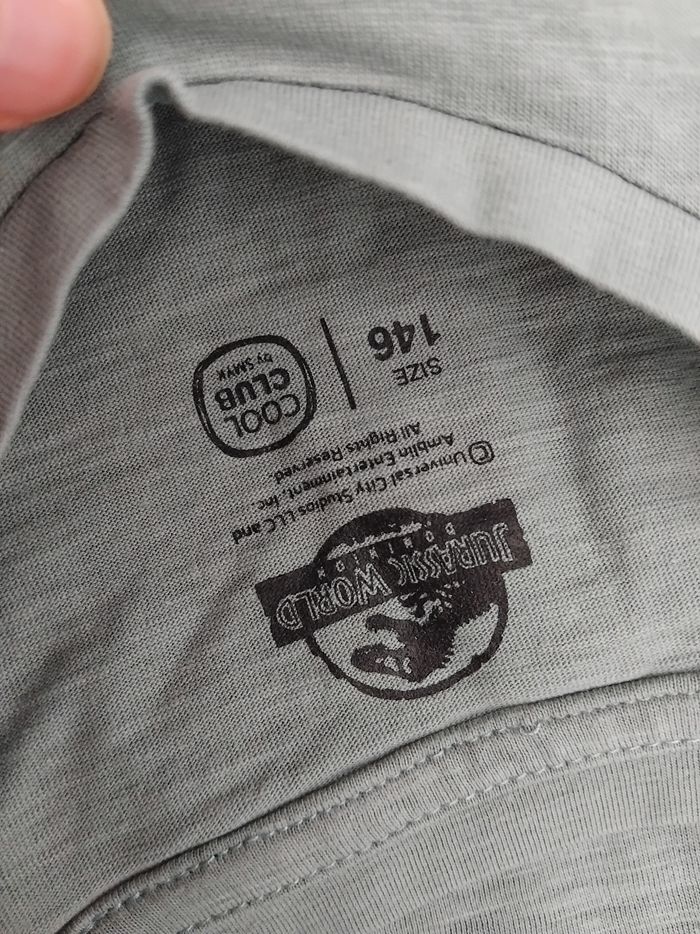 JURASSIC WORLD
DOMINION
© Universal City Studios LLC and
Amblin Entertainment, Inc.
All Rights Reserved
SIZE
146
COOL
CLUB
by SMYK